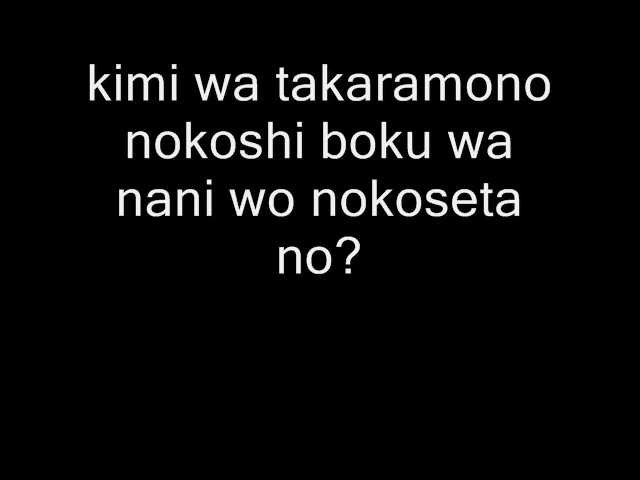 kimi wa takaramono
nokoshi boku wa
nani wo nokoseta
no?